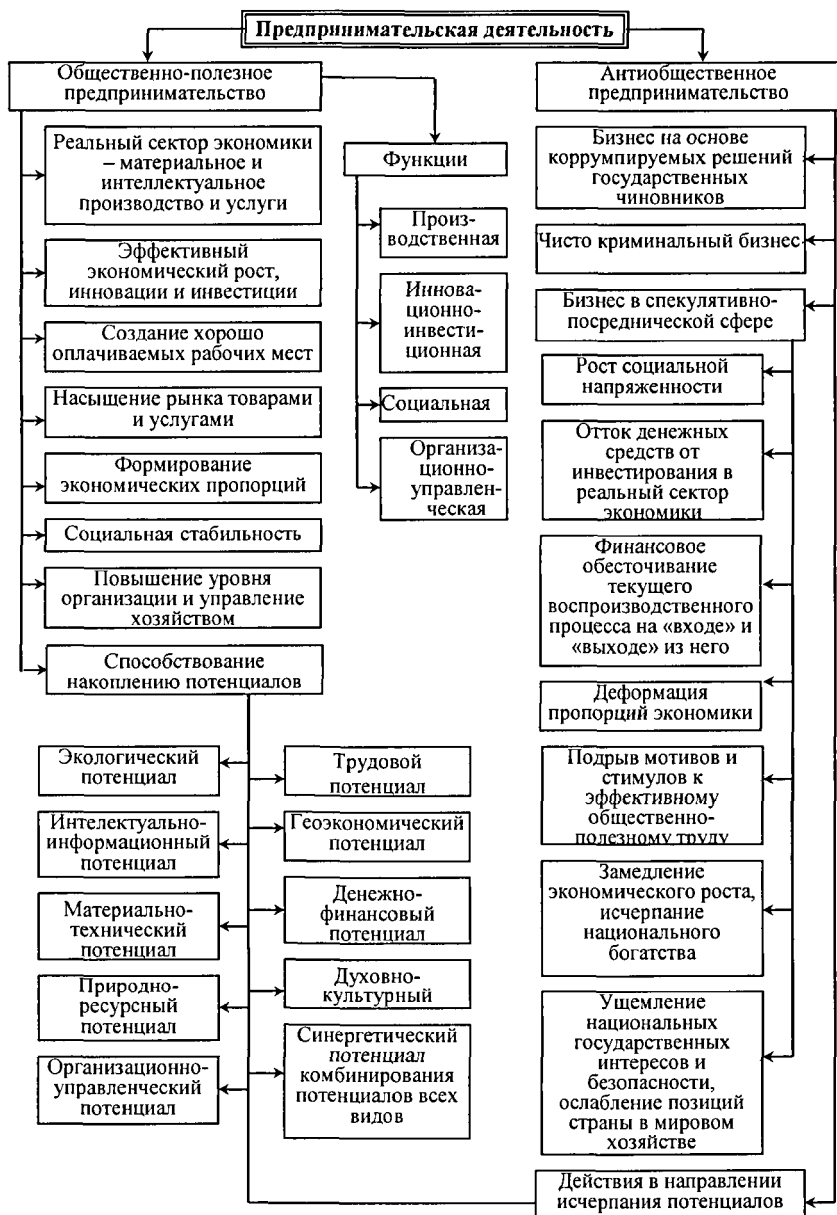 Предпринимательская деятельность
Общественно-полезное
предпринимательство
Реальный сектор экономики
– материальное и
интеллектуальное
производство и услуги
Эффективный
экономический рост,
инновации и инвестиции
Создание хорошо
оплачиваемых рабочих мест
Насыщение рынка товарами
и услугами
Формирование
экономических пропорций
Социальная стабильность
Повышение уровня
организации и управление
хозяйством
Способствование
накоплению потенциалов
Функции
Произ-
водственная
Иннова-
ционно-
инвести-
ционная
Социальная
Организа-
ционно-
управлен-
ческая
Экологический
потенциал
Интелектуально-
информационный
потенциал
Материально-
технический
потенциал
Природно-
ресурсный
потенциал
Организационно-
управленческий
потенциал
Трудовой
потенциал
Геоэкономический
потенциал
Денежно-
финансовый
потенциал
Духовно-
культурный
Синергетический
потенциал
комбинирования
потенциалов всех
видов
Антиобщественное
предпринимательство
Бизнес на основе
коррумпируемых решений
государственных
чиновников
Чисто криминальный бизнес
Бизнес в спекулятивно-
посреднической сфере
Рост социальной
напряженности
Отток денежных
средств от
инвестирования в
реальный сектор
экономики
Финансовое
обесточивание
текущего
воспроизводственного
процесса на «входе» и
«выходе» из него
Деформация
пропорций экономики
Подрыв мотивов и
стимулов к
эффективному
общественно-
полезному труду
Замедление
экономического роста,
исчерпание
национального
богатства
Ущемление
национальных
государственных
интересов и
безопасности,
ослабление позиций
страны в мировом
хозяйстве
Действия в направлении
исчерпания потенциалов